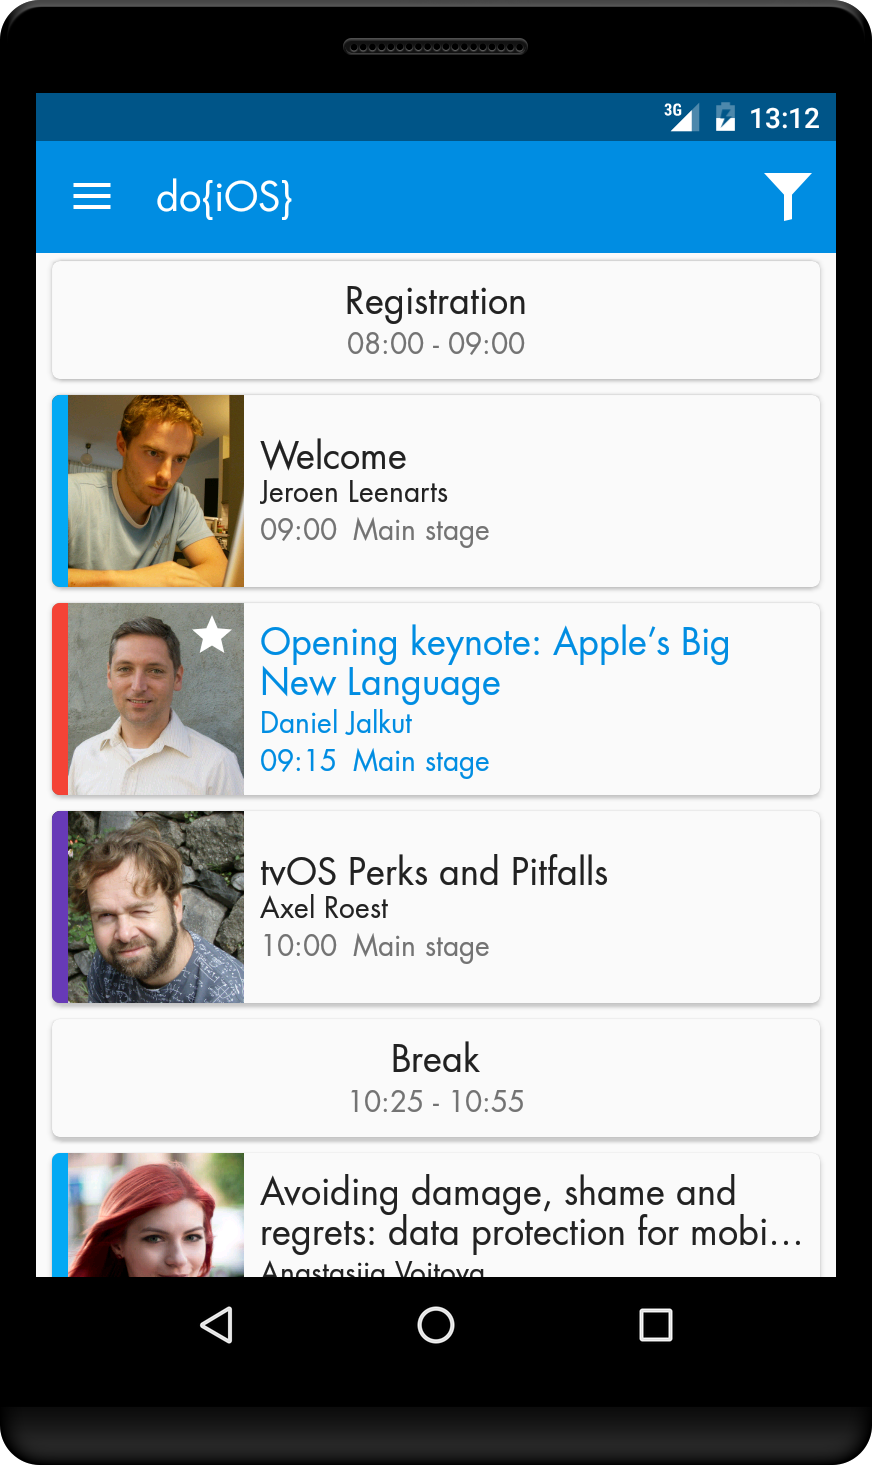 3G 13:12
do{iOS}
Registration
08:00 - 09:00
Welcome
Jeroen Leenarts
09:00 Main stage
Opening keynote: Apple’s Big
New Language
Daniel Jalkut
09:15 Main stage
tvOS Perks and Pitfalls
Axel Roest
10:00 Main stage
Break
10:25 - 10:55
Avoiding damage, shame and
regrets: data protection for mobi...
Anastasiia Voitova